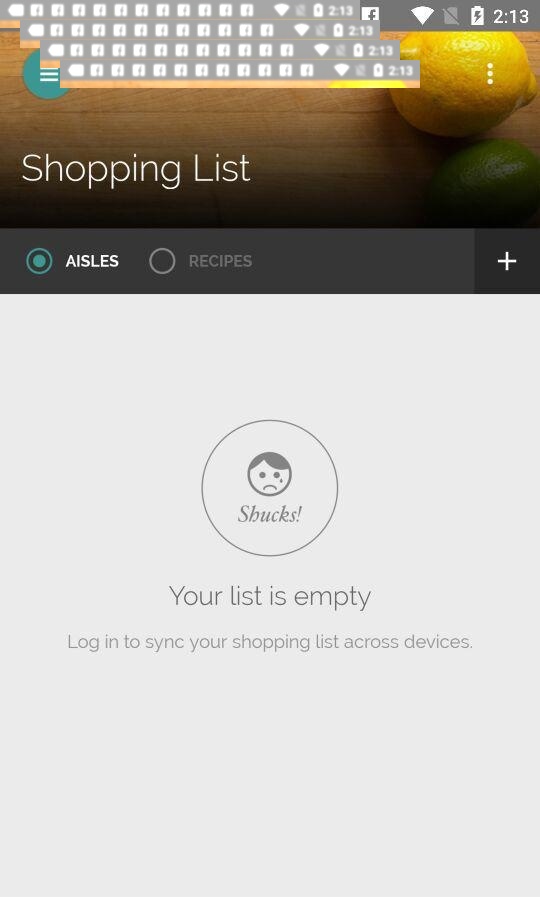 2:13
2:13
2:13
2:13
2:13
Shopping List
AISLES
RECIPES
Shucks!
Your list is empty
Log in to sync your shopping list across devices.